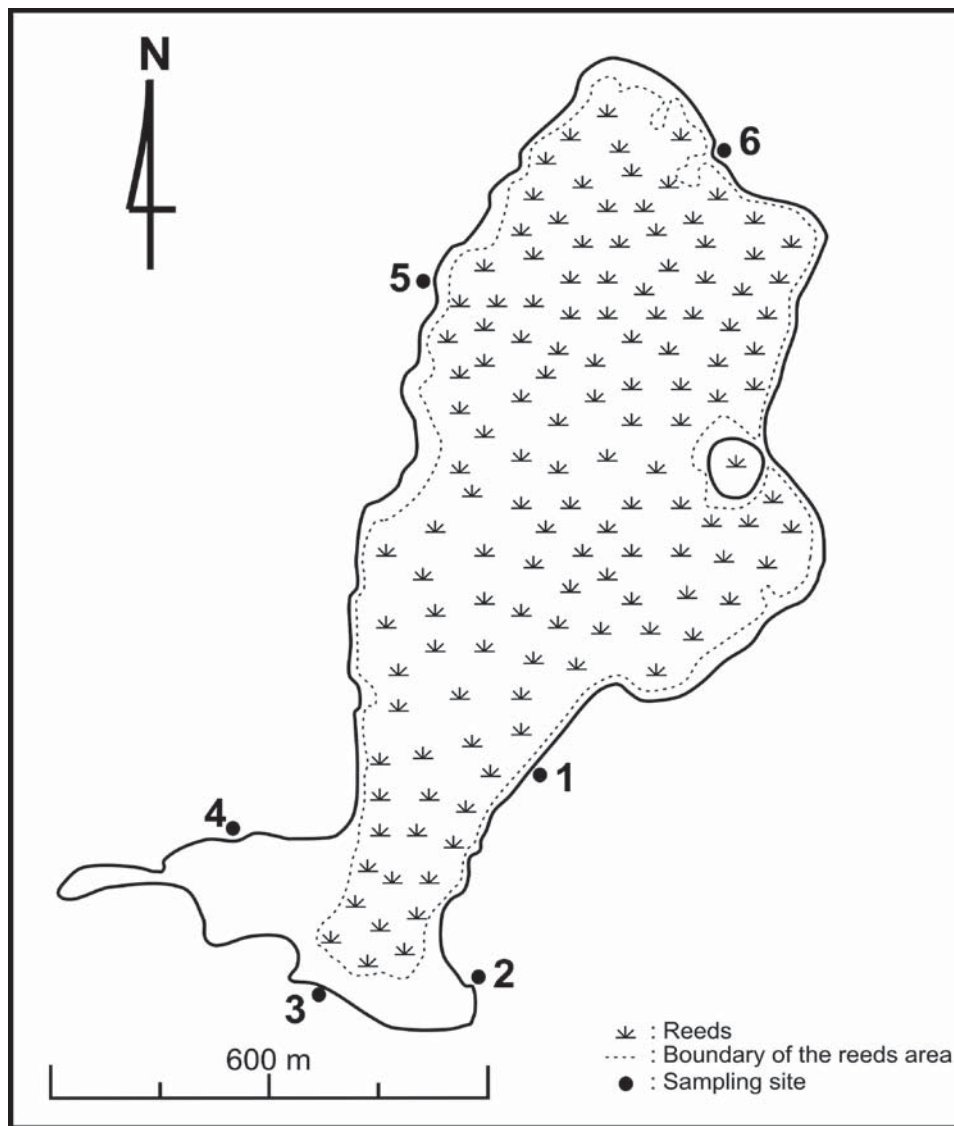 N
6
5
1
4
2
3
600 m
: Reeds
: Boundary of the reeds area
: Sampling site